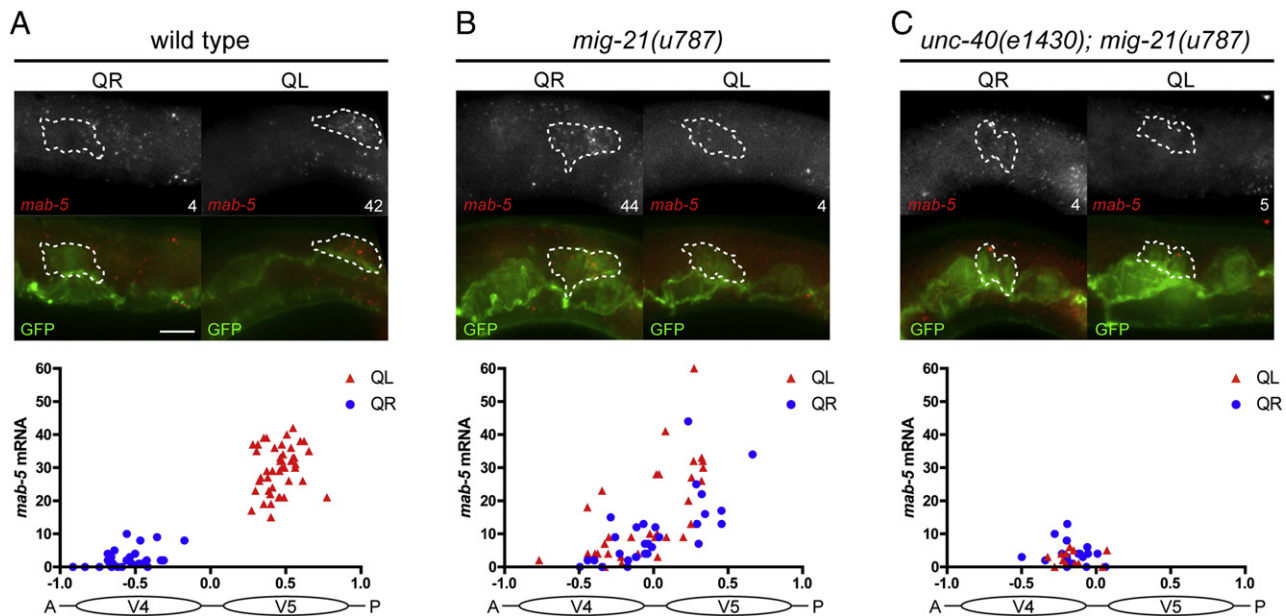 A
wild type
QR QL
mab-5 4 mab-5 42
GFP GFP
mab-5 mRNA
60
50
40
30
20
10
0
-1.0 -0.5 0.0 0.5 1.0
QL
QR
A V4 V5 P
B
mig-21(u787)
QR QL
mab-5 44 mab-5 4
GFP GFP
mab-5 mRNA
60
50
40
30
20
10
0
-1.0 -0.5 0.0 0.5 1.0
QL
QR
A V4 V5 P
C
unc-40(e1430); mig-21(u787)
QR QL
mab-5 4 mab-5 5
GFP GFP
mab-5 mRNA
60
50
40
30
20
10
0
-1.0 -0.5 0.0 0.5 1.0
QL
QR
A V4 V5 P